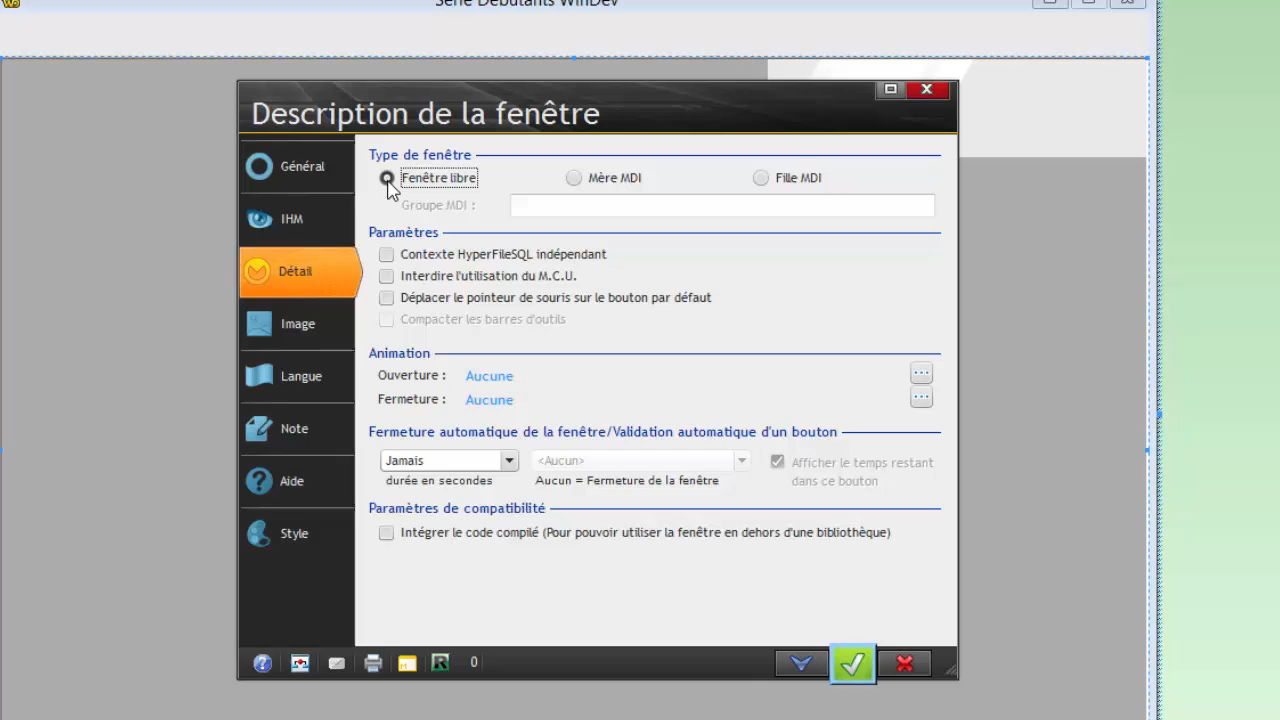 Série Débutants WinDev
Description de la fenêtre
Général
IHM
Détail
Image
Langue
Note
Aide
Style
Type de fenêtre
Fenêtre libre Mère MDI Fille MDI
Groupe MDI :
Paramètres
Contexte HyperFileSQL indépendant
Interdire l'utilisation du M.C.U.
Déplacer le pointeur de souris sur le bouton par défaut
Compacter les barres d'outils
Animation
Ouverture : Aucune
Fermeture : Aucune
Fermeture automatique de la fenêtre/Validation automatique d'un bouton
Jamais <Aucun> Afficher le temps restant
durée en secondes Aucun = Fermeture de la fenêtre dans ce bouton
Paramètres de compatibilité
Intégrer le code compilé (Pour pouvoir utiliser la fenêtre en dehors d'une bibliothèque)
0